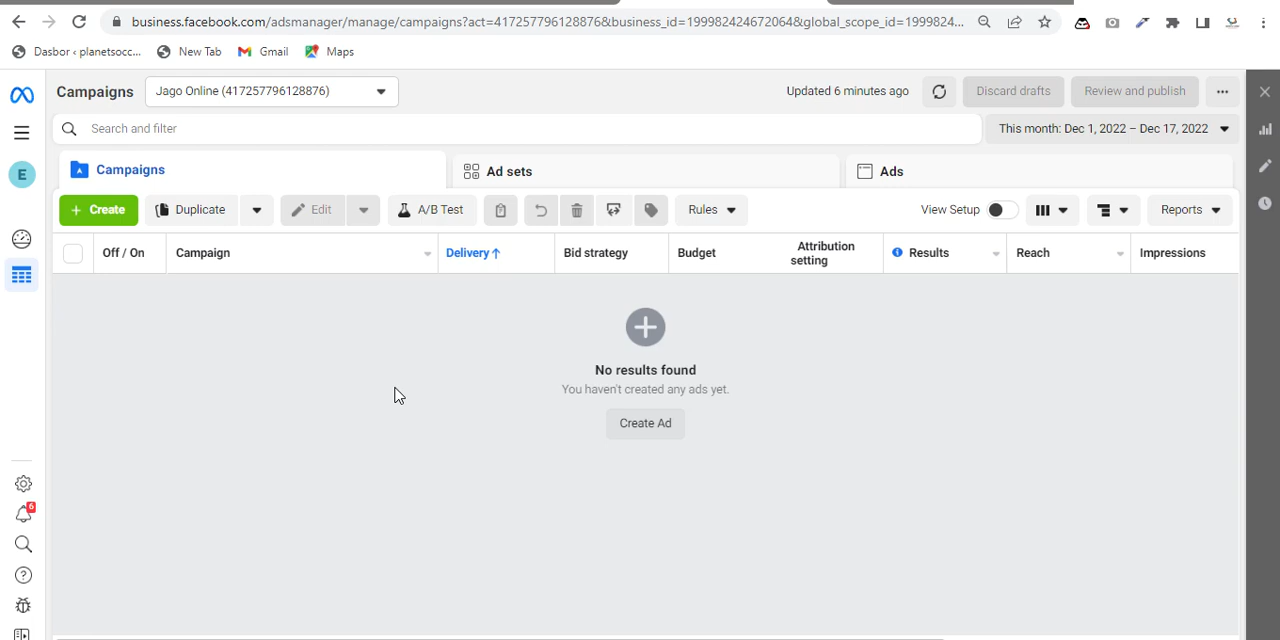 business.facebook.com/adsmanager/manage/campaigns?act=417257796128876&business_id=1999824246720648&global_scope_id=1999824...
Dasbor ‹ planetsocc...
New Tab
Gmail
Maps
Campaigns
Jago Online (417257796128876)
Updated 6 minutes ago
Discard drafts
Review and publish
Search and filter
This month: Dec 1, 2022 – Dec 17, 2022
Campaigns
Ad sets
Ads
+ Create
Duplicate
Edit
A/B Test
Rules
View Setup
Reports
E
Off / On
Campaign
Delivery ↑
Bid strategy
Budget
Attribution
setting
Results
Reach
Impressions
No results found
You haven't created any ads yet.
Create Ad
6